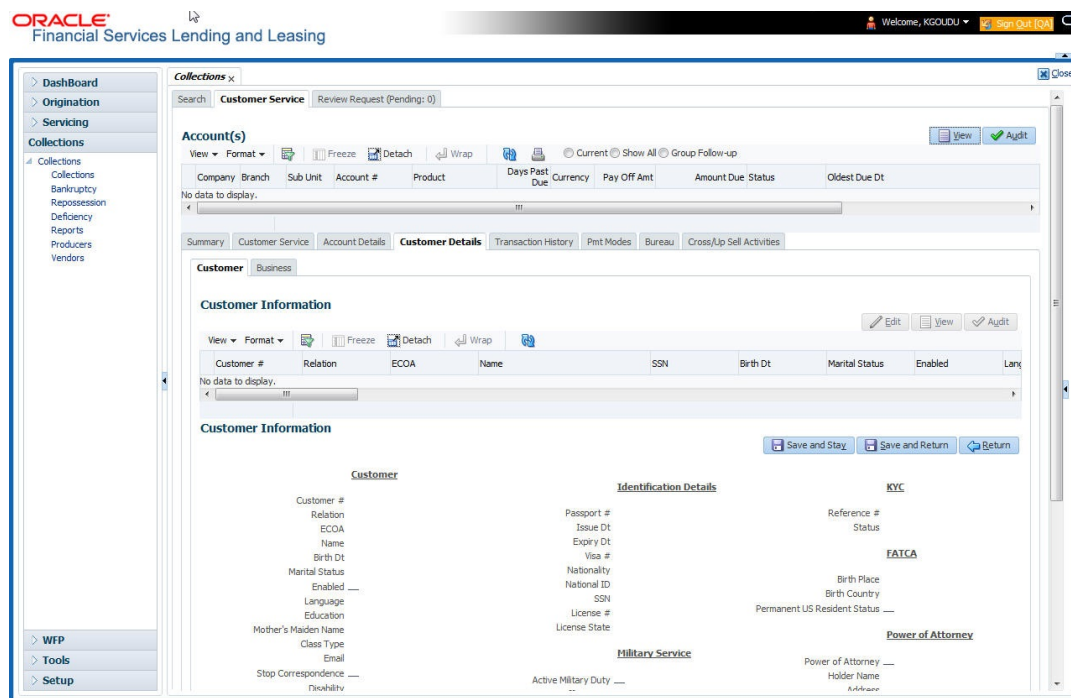 ORACLE
Financial Services Lending and Leasing
Welcome, KGOUDU
Sign Out [QA]
Close
DashBoard
Origination
Servicing
Collections
Collections
Collections
Bankruptcy
Repossession
Deficiency
Reports
Producers
Vendors
WFP
Tools
Setup
Collections x
Search Customer Service Review Request (Pending: 0)
Account(s)
View Audit
View Format Freeze Detach Wrap Current Show All Group Follow-up
Company Branch Sub Unit Account # Product Days Past Due Currency Pay Off Amt Amount Due Status Oldest Due Dt
No data to display.
Summary Customer Service Account Details Customer Details Transaction History Pmt Modes Bureau Cross/Up Sell Activities
Customer Business
Customer Information
Edit View Audit
View Format Freeze Detach Wrap
Customer # Relation ECOA Name SSN Birth Dt Marital Status Enabled Lang
No data to display.
Customer Information
Save and Stay Save and Return Return
Customer
Customer #
Relation
ECOA
Name
Birth Dt
Marital Status
Enabled
Language
Education
Mother's Maiden Name
Class Type
Email
Stop Correspondence
Disability
Identification Details
Passport #
Issue Dt
Expiry Dt
Visa #
Nationality
National ID
SSN
License #
License State
Military Service
Active Military Duty
KYC
Reference #
Status
FATCA
Birth Place
Birth Country
Permanent US Resident Status
Power of Attorney
Power of Attorney
Holder Name
Address